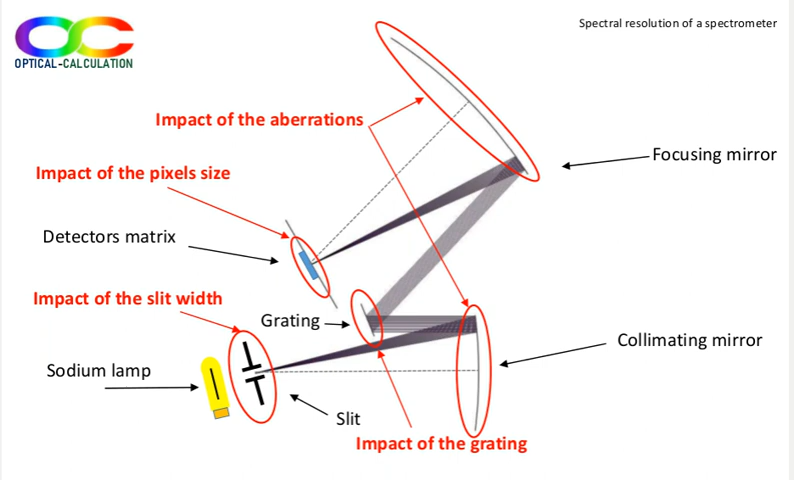 Spectral resolution of a spectrometer
OPTICAL-CALCULATION
Impact of the aberrations
Focusing mirror
Impact of the pixels size
Detectors matrix
Impact of the slit width
Grating
Collimating mirror
Sodium lamp
Slit
Impact of the grating